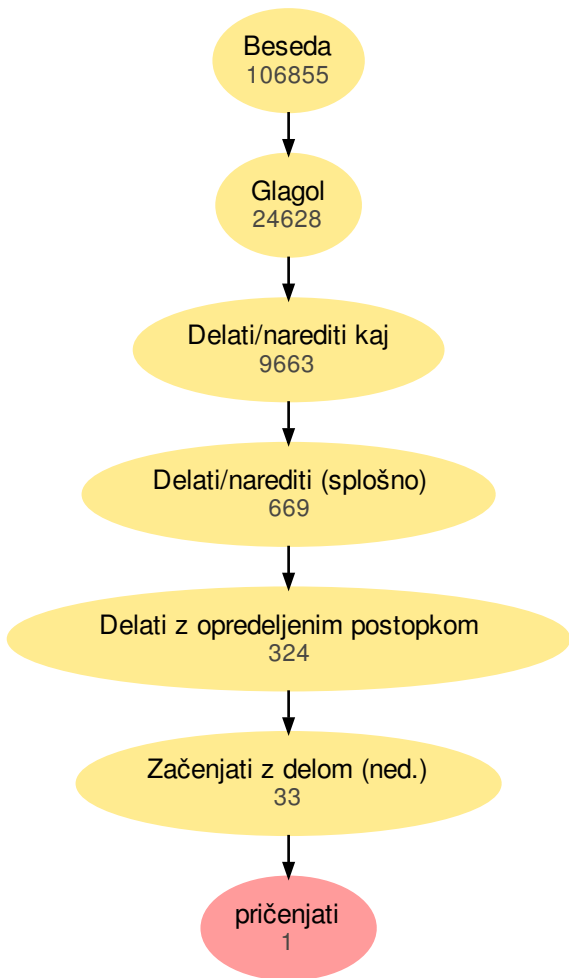 Beseda
106855
Glagol
24628
Delati/narediti kaj
9663
Delati/narediti (splošno)
669
Delati z opredeljenim postopkom
324
Začenjati z delom (ned.)
33
pričenjati
1